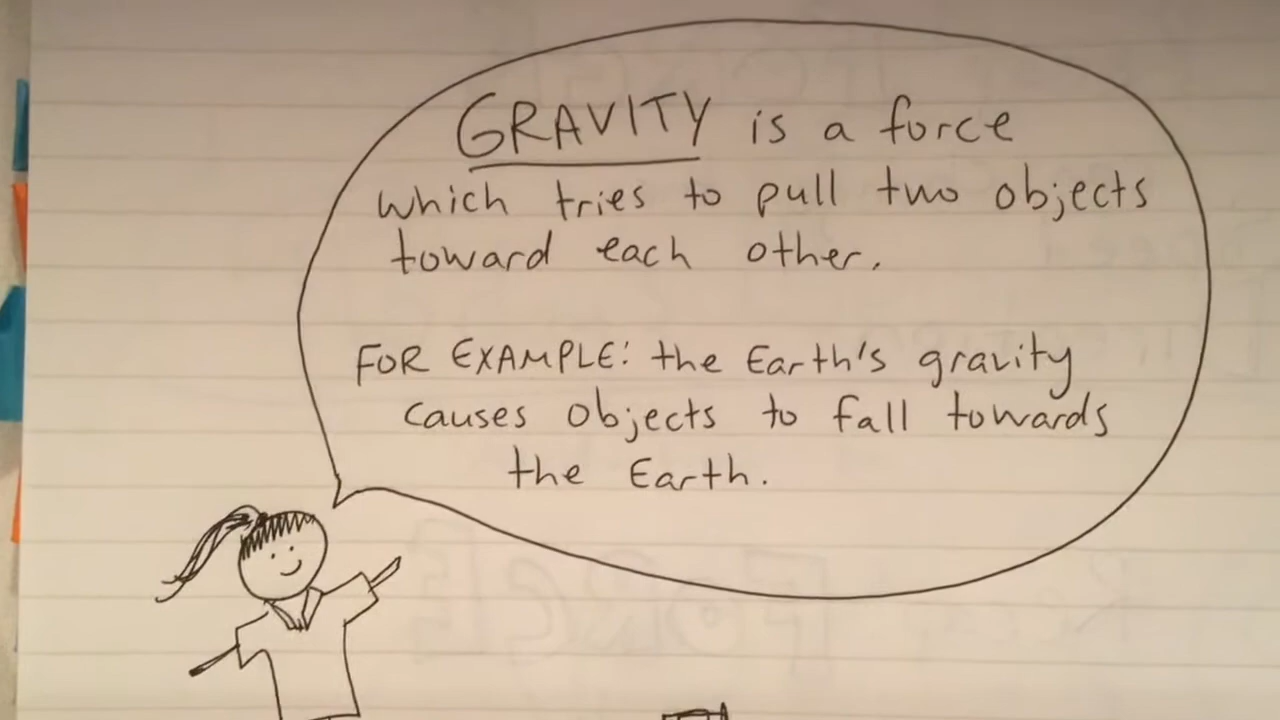 GRAVITY is a force
which tries to pull two objects
toward each other.
FOR EXAMPLE: the Earth's gravity
causes objects to fall towards
the Earth.